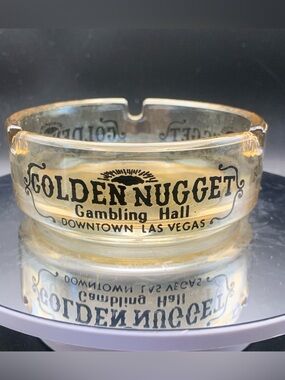 GOLDEN NUGGET
Gambling Hall
DOWNTOWN LAS VEGAS